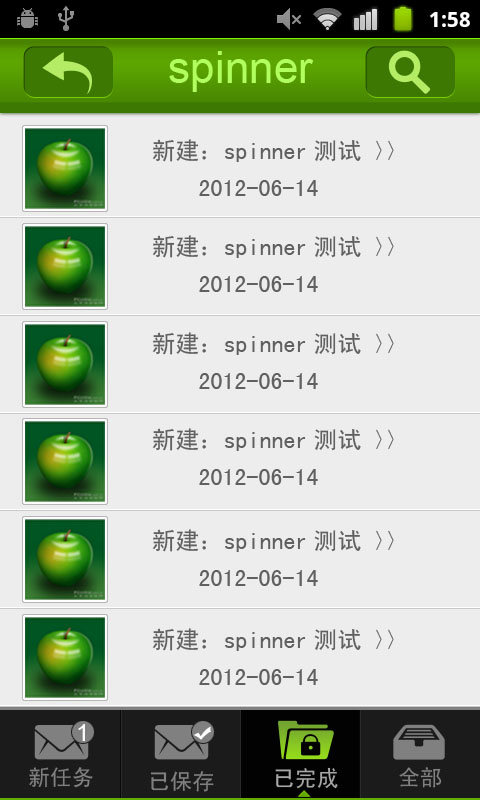 1:58
spinner
新建：spinner 测试 >>
2012-06-14
新建：spinner 测试 >>
2012-06-14
新建：spinner 测试 >>
2012-06-14
新建：spinner 测试 >>
2012-06-14
新建：spinner 测试 >>
2012-06-14
新建：spinner 测试 >>
2012-06-14
1
新任务 已保存 已完成 全部